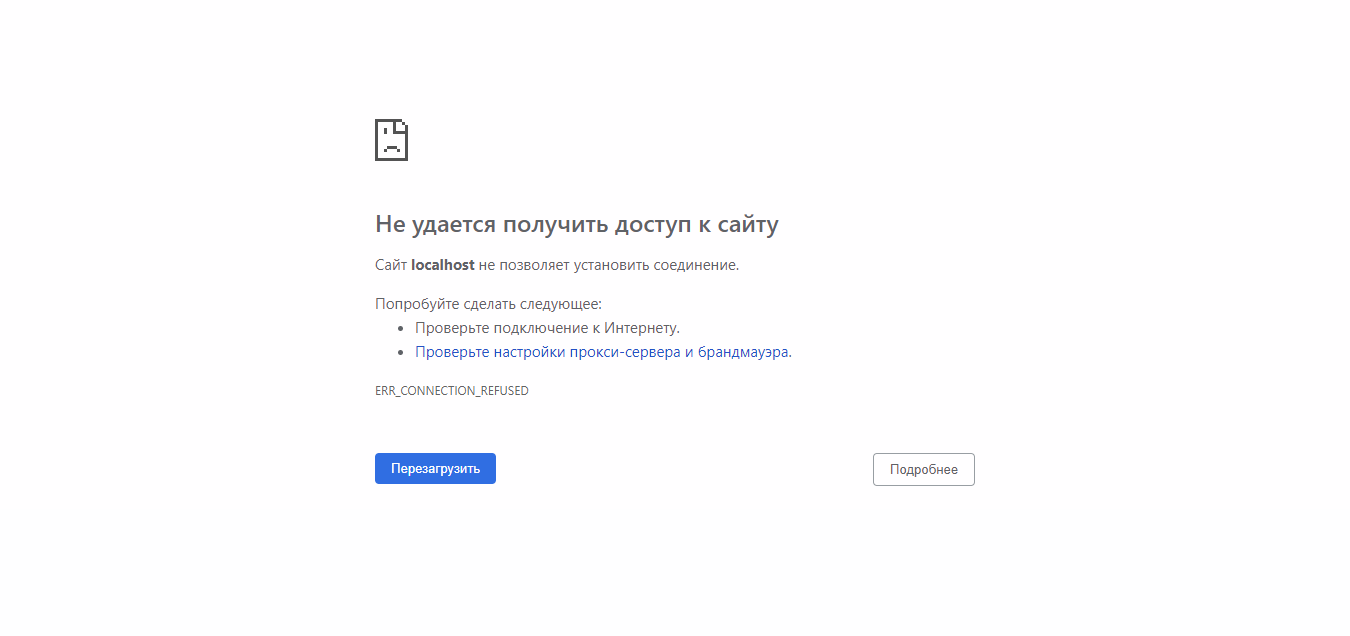 Не удается получить доступ к сайту
Сайт localhost не позволяет установить соединение.
Попробуйте сделать следующее:
Проверьте подключение к Интернету.
Проверьте настройки прокси-сервера и брандмауэра.
ERR_CONNECTION_REFUSED
Перезагрузить
Подробнее